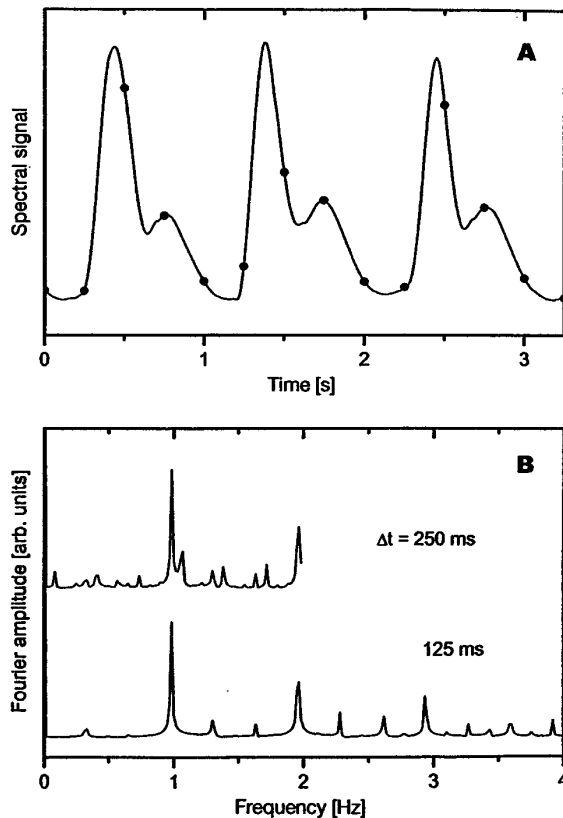 A
Spectral signal
0 1 2 3
Time [s]
B
Fourier amplitude [arb. units]
Δt = 250 ms
125 ms
0 1 2 3 4
Frequency [Hz]